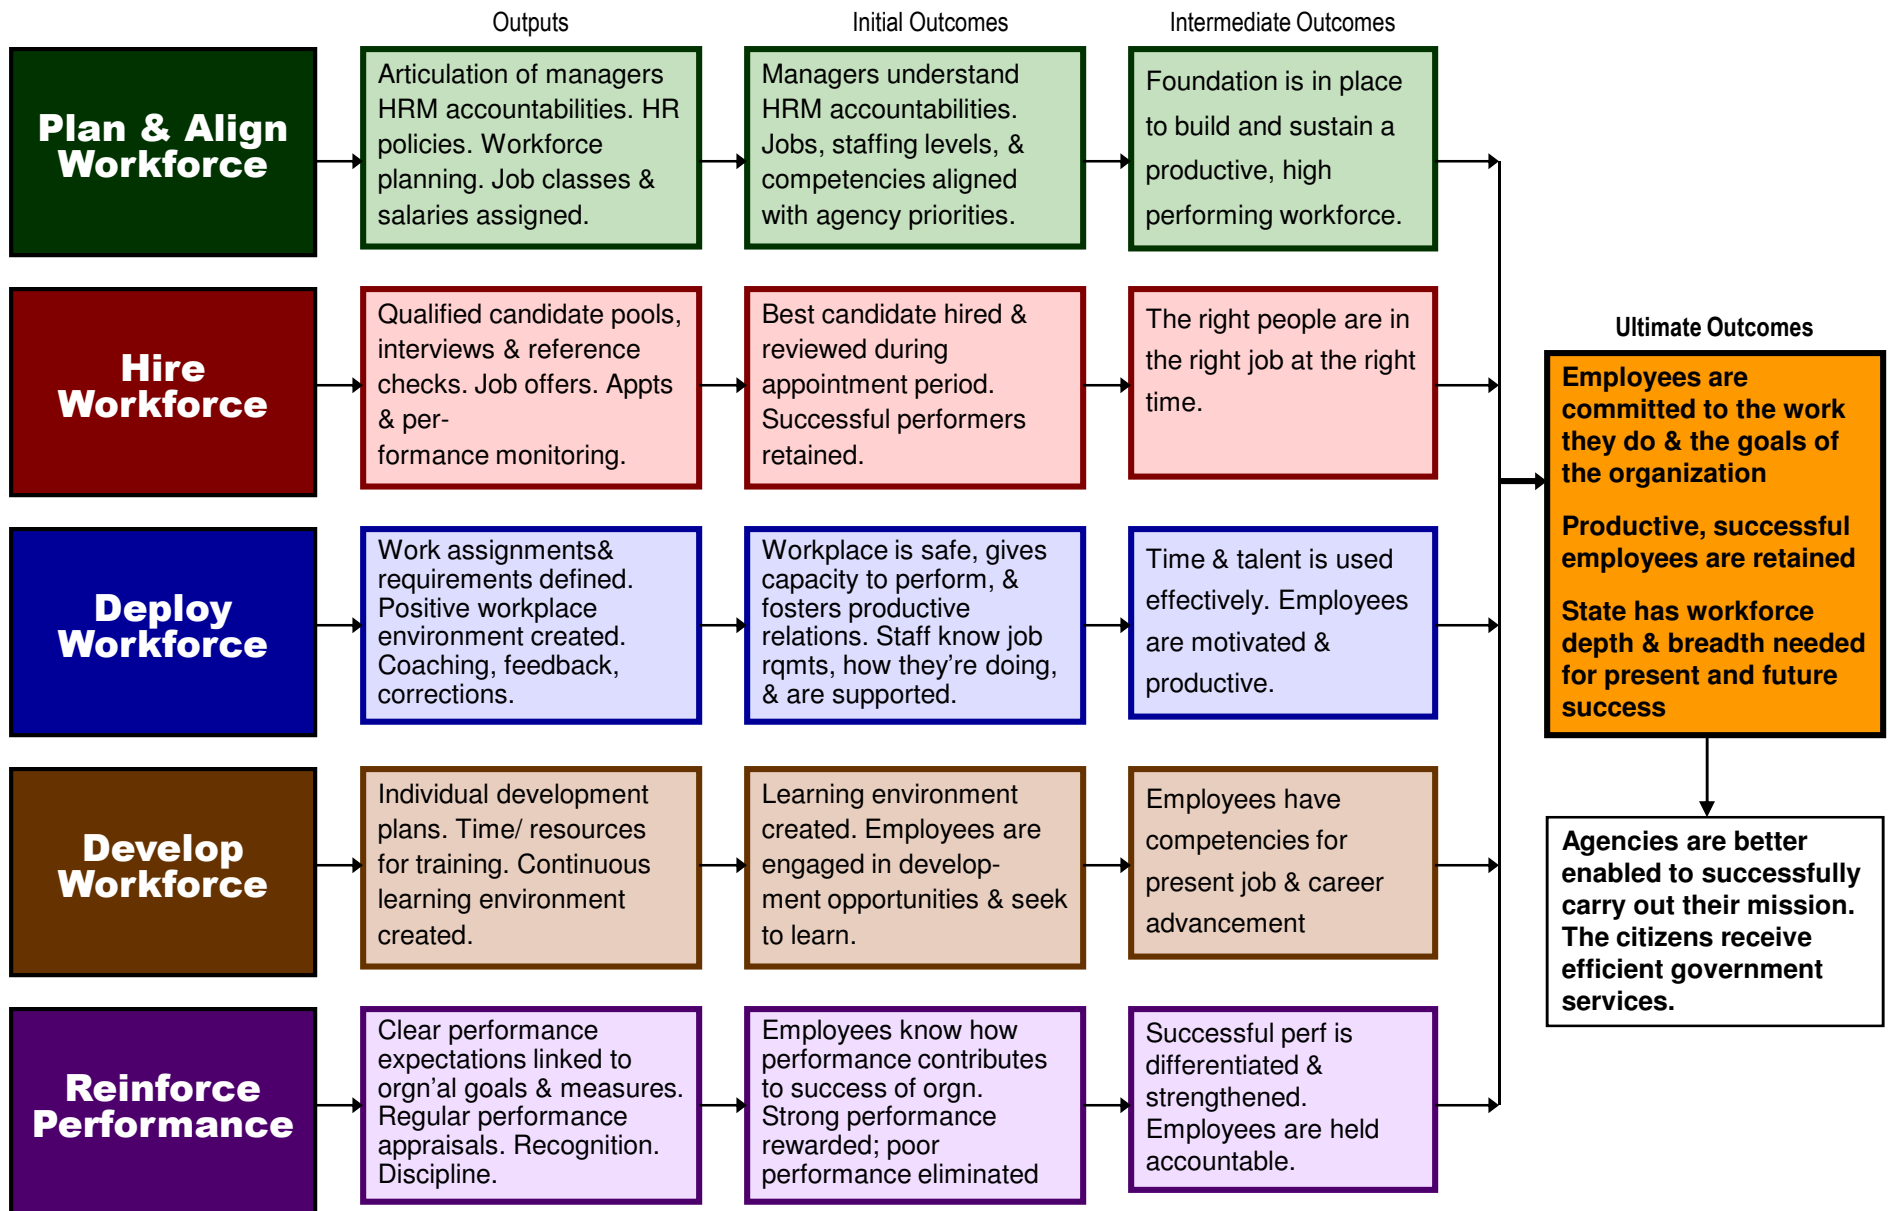 Outputs
Initial Outcomes
Intermediate Outcomes
Plan & Align
Workforce
Articulation of managers
HRM accountabilities. HR
policies. Workforce
planning. Job classes &
salaries assigned.
Managers understand
HRM accountabilities.
Jobs, staffing levels, &
competencies aligned
with agency priorities.
Foundation is in place
to build and sustain a
productive, high
performing workforce.
Hire
Workforce
Qualified candidate pools,
interviews & reference
checks. Job offers. Appts
& per-
formance monitoring.
Best candidate hired &
reviewed during
appointment period.
Successful performers
retained.
The right people are in
the right job at the right
time.
Deploy
Workforce
Work assignments&
requirements defined.
Positive workplace
environment created.
Coaching, feedback,
corrections.
Workplace is safe, gives
capacity to perform, &
fosters productive
relations. Staff know job
rqmts, how they’re doing,
& are supported.
Time & talent is used
effectively. Employees
are motivated &
productive.
Develop
Workforce
Individual development
plans. Time/ resources
for training. Continuous
learning environment
created.
Learning environment
created. Employees are
engaged in develop-
ment opportunities & seek
to learn.
Employees have
competencies for
present job & career
advancement
Reinforce
Performance
Clear performance
expectations linked to
orgn’al goals & measures.
Regular performance
appraisals. Recognition.
Discipline.
Employees know how
performance contributes
to success of orgn.
Strong performance
rewarded; poor
performance eliminated
Successful perf is
differentiated &
strengthened.
Employees are held
accountable.
Ultimate Outcomes
Employees are
committed to the work
they do & the goals of
the organization
Productive, successful
employees are retained
State has workforce
depth & breadth needed
for present and future
success
Agencies are better
enabled to successfully
carry out their mission.
The citizens receive
efficient government
services.